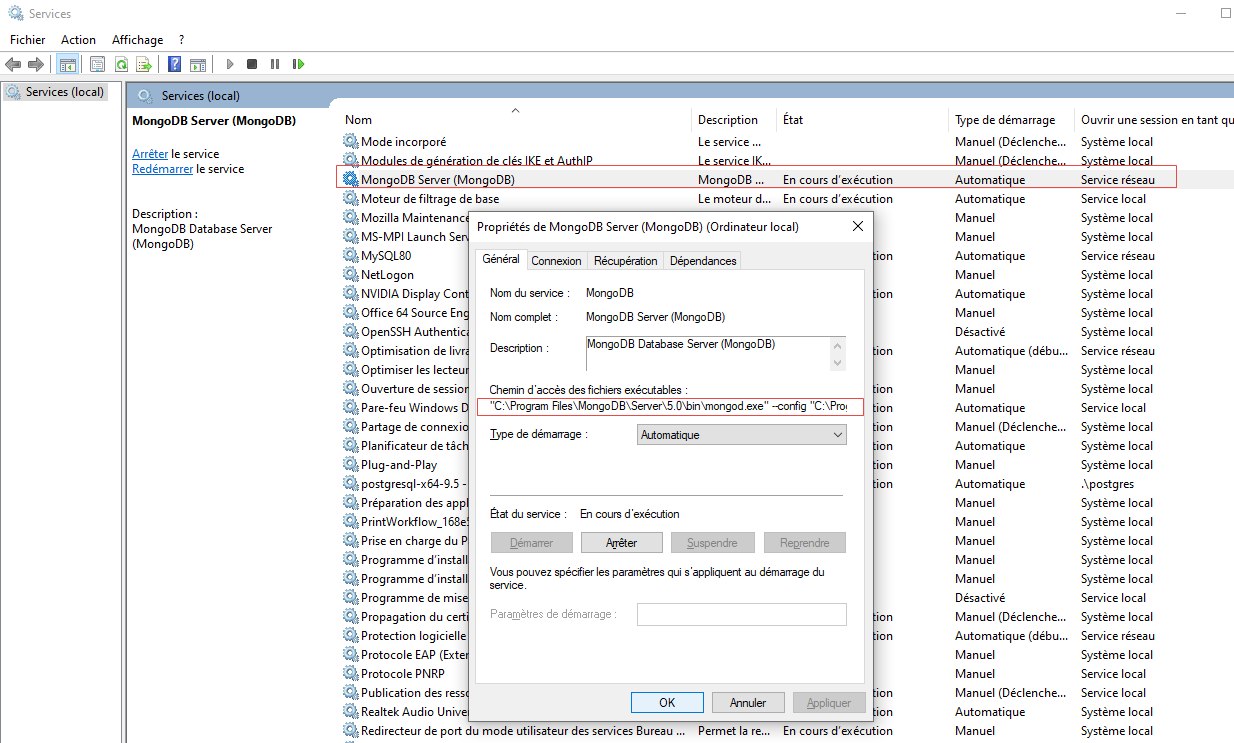 Services
Fichier Action Affichage ?
Services (local)
Services (local)
MongoDB Server (MongoDB)
Arrêter le service
Redémarrer le service
Description :
MongoDB Database Server
(MongoDB)
Nom Description État Type de démarrage Ouvrir une session en tant qu
Mode incorporé Le service ... Manuel (Déclenche... Système local
Modules de génération de clés IKE et AuthIP Le service IK... Manuel (Déclenche... Système local
MongoDB Server (MongoDB) MongoDB ... En cours d'exécution Automatique Service réseau
Moteur de filtrage de base Le moteur d... En cours d'exécution Automatique Service local
Mozilla Maintenance Manuel Système local
MS-MPI Launch Serv Manuel Système local
MySQL80 tion Automatique Service réseau
NetLogon Manuel Système local
NVIDIA Display Cont tion Automatique Système local
Office 64 Source Eng Manuel Système local
OpenSSH Authentica Désactivé Système local
Optimisation de livra tion Automatique (débu... Service réseau
Optimiser les lecteur Manuel Système local
Ouverture de session tion Manuel Système local
Pare-feu Windows D tion Automatique Service local
Partage de connexio tion Manuel (Déclenche... Système local
Planificateur de tâch tion Automatique Système local
Plug-and-Play tion Manuel Système local
postgresql-x64-9.5 - tion Automatique .\postgres
Préparation des appl Manuel Système local
PrintWorkflow_168e5 Manuel Système local
Prise en charge du P Manuel Système local
Programme d'install Manuel Système local
Programme d'install Manuel Système local
Programme de mise Désactivé Système local
Propagation du certi tion Manuel (Déclenche... Système local
Protection logicielle tion Automatique (débu... Service réseau
Protocole EAP (Exter Manuel Système local
Protocole PNRP Manuel Service local
Publication des resso tion Manuel (Déclenche... Service local
Realtek Audio Unive tion Automatique Système local
Redirecteur de port du mode utilisateur des services Bureau ... Permet la re... En cours d'exécution Manuel Système local
Propriétés de MongoDB Server (MongoDB) (Ordinateur local)
Général Connexion Récupération Dépendances
Nom du service : MongoDB
Nom complet : MongoDB Server (MongoDB)
Description : MongoDB Database Server (MongoDB)
Chemin d'accès des fichiers exécutables :
"C:\Program Files\MongoDB\Server\5.0\bin\mongod.exe" --config "C:\Prog
Type de démarrage : Automatique
État du service : En cours d'exécution
Démarrer Arrêter Suspendre Reprendre
Vous pouvez spécifier les paramètres qui s'appliquent au démarrage du
service.
Paramètres de démarrage :
OK Annuler Appliquer